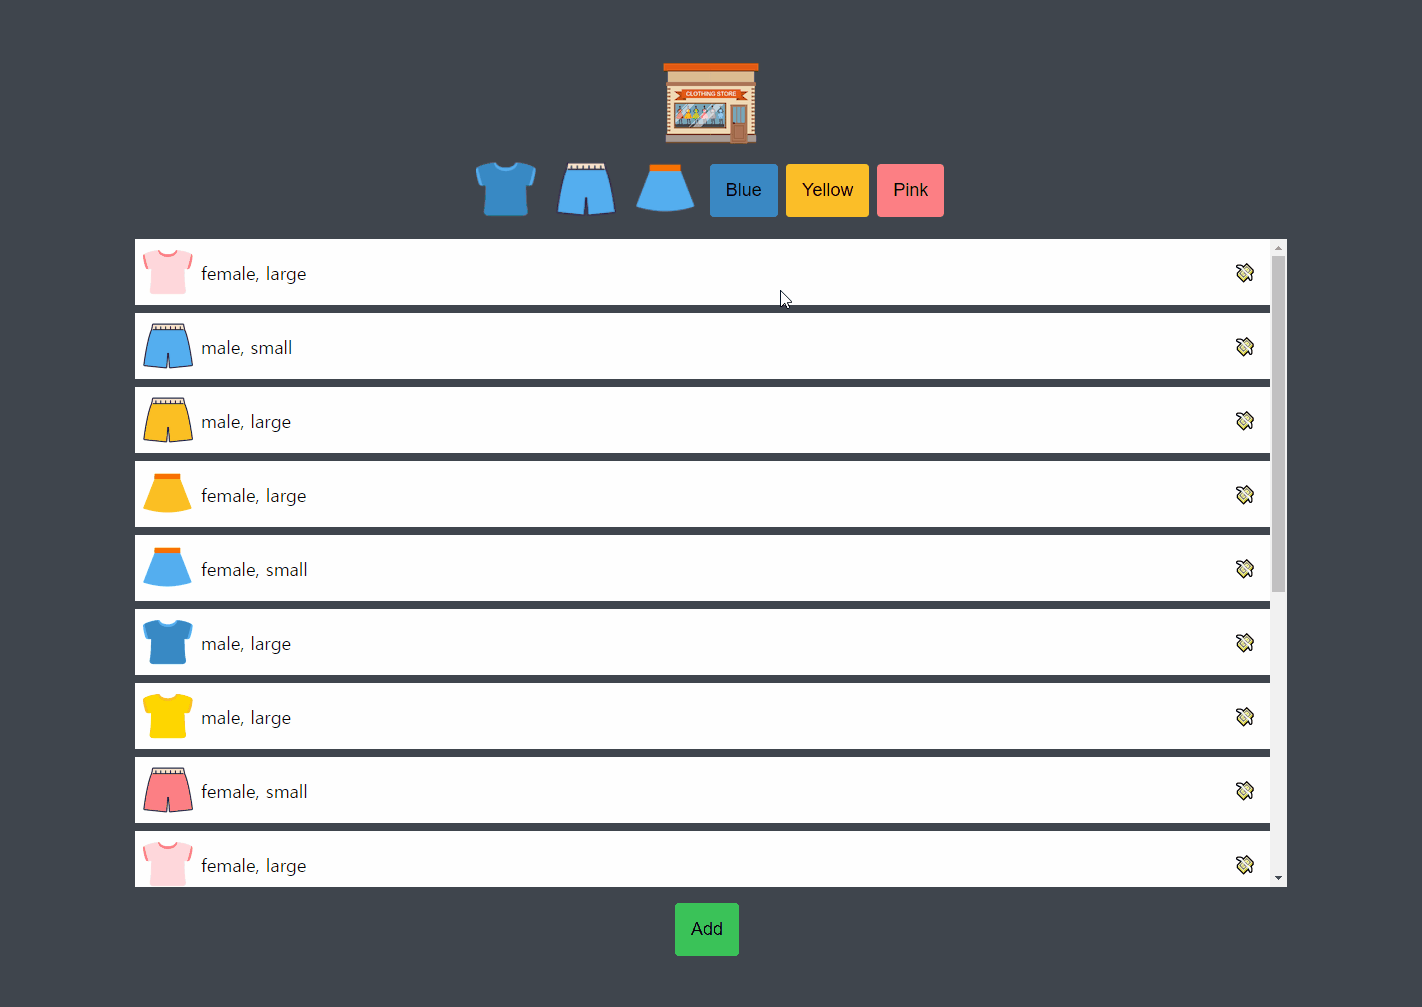 CLOTHING STORE
Blue
Yellow
Pink
female, large
male, small
male, large
female, large
female, small
male, large
male, large
female, small
female, large
Add